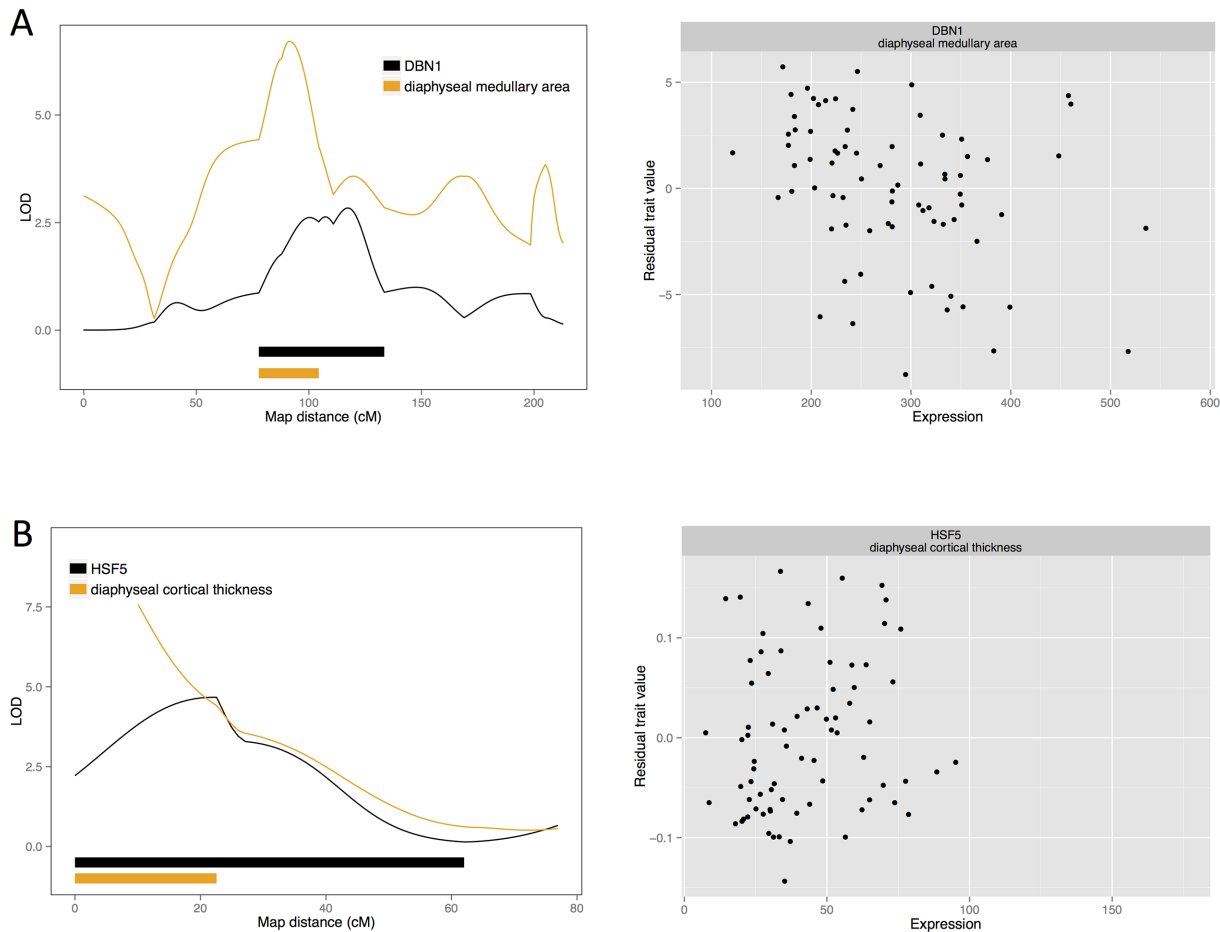 A
DBN1
diaphyseal medullary area
LOD
5.0
2.5
0.0
0 50 100 150 200
Map distance (cM)
DBN1
diaphyseal medullary area
Residual trait value
5
0
−5
100 200 300 400 500 600
Expression
B
HSF5
diaphyseal cortical thickness
LOD
7.5
5.0
2.5
0.0
0 20 40 60 80
Map distance (cM)
HSF5
diaphyseal cortical thickness
Residual trait value
0.1
0.0
−0.1
0 50 100 150
Expression